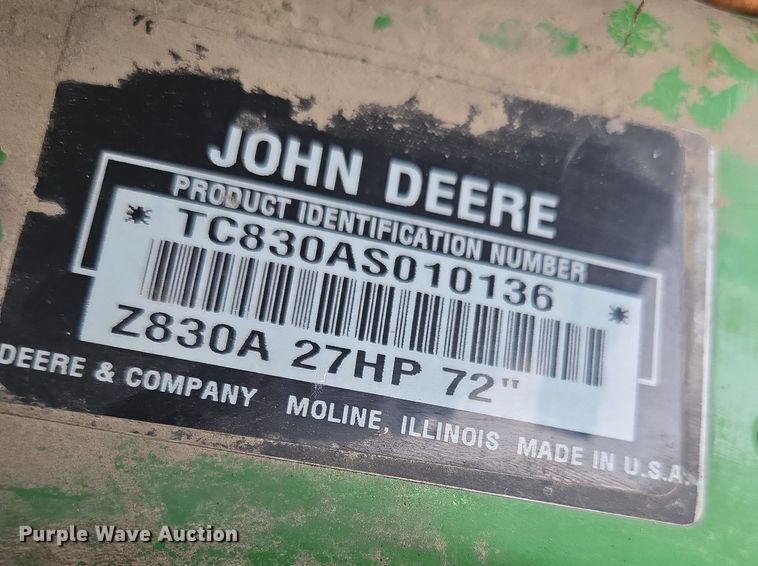 JOHN DEERE
PRODUCT IDENTIFICATION NUMBER
* TC830AS010136 *
Z830A 27HP 72"
DEERE & COMPANY MOLINE, ILLINOIS MADE IN U.S.A.
Purple Wave Auction